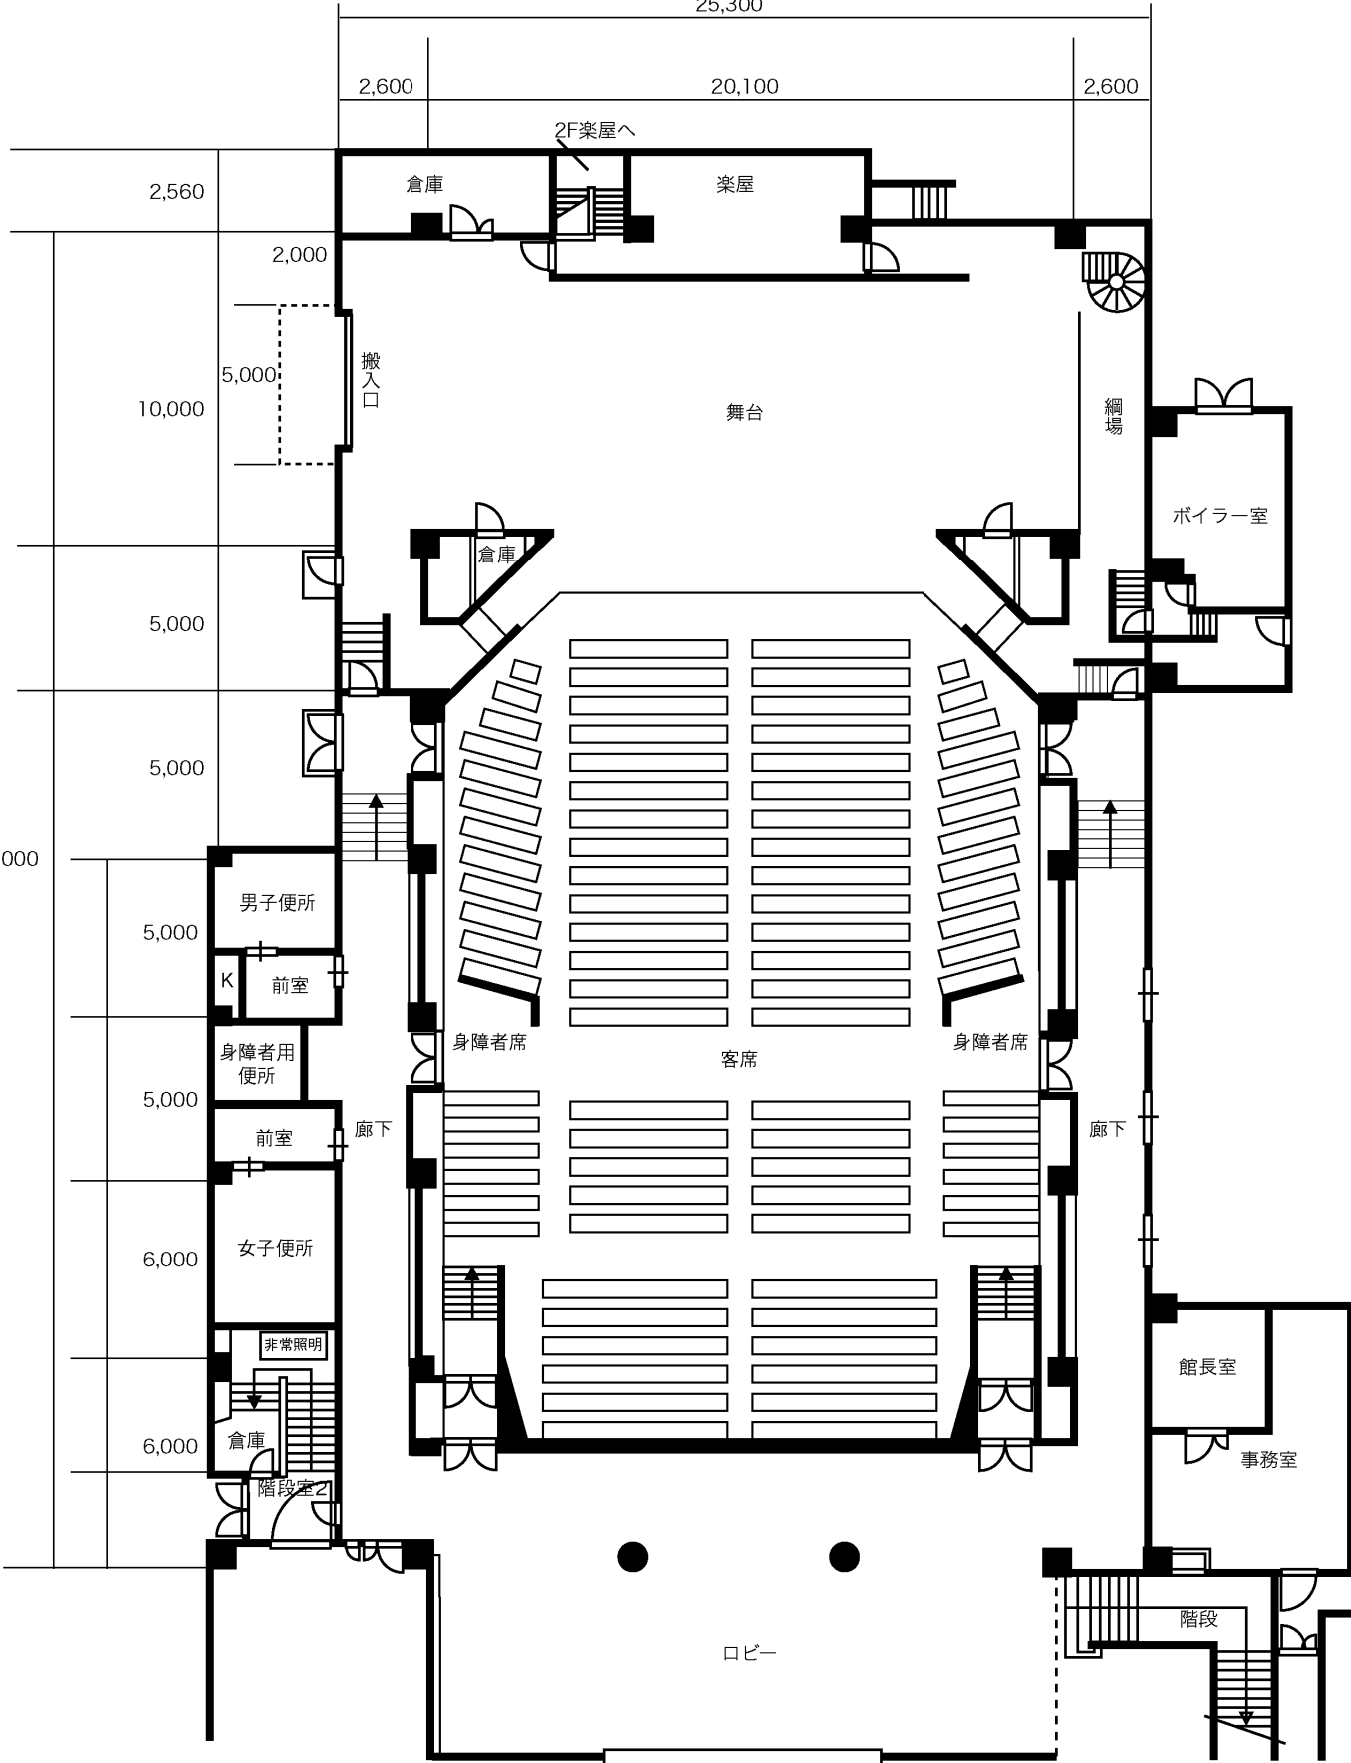 25,300
2,600
20,100
2,600
2F楽屋へ
倉庫
楽屋
2,560
2,000
搬入口
5,000
10,000
舞台
綱場
ボイラー室
倉庫
5,000
5,000
000
男子便所
5,000
K
前室
身障者席
身障者席
身障者用
便所
客席
5,000
前室
廊下
廊下
女子便所
6,000
非常照明
館長室
倉庫
6,000
事務室
階段室2
階段
ロビー